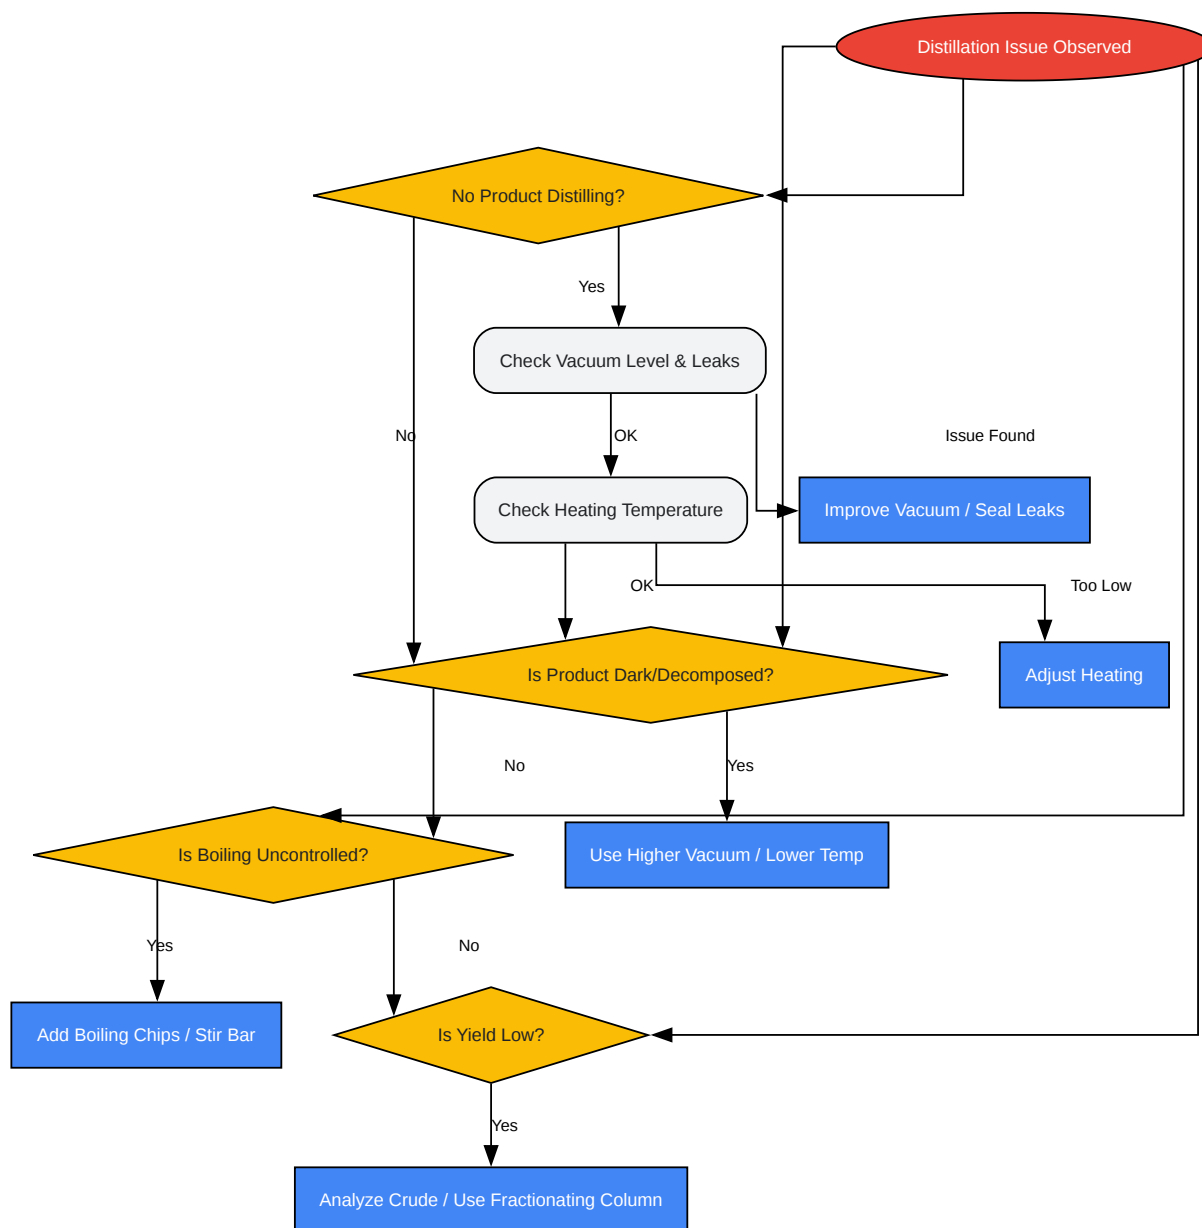 Distillation Issue Observed
No Product Distilling?
Yes
Check Vacuum Level & Leaks
No
OK
Issue Found
Check Heating Temperature
Improve Vacuum / Seal Leaks
OK
Too Low
Is Product Dark/Decomposed?
Adjust Heating
No
Yes
Is Boiling Uncontrolled?
Use Higher Vacuum / Lower Temp
Yes
No
Add Boiling Chips / Stir Bar
Is Yield Low?
Yes
Analyze Crude / Use Fractionating Column